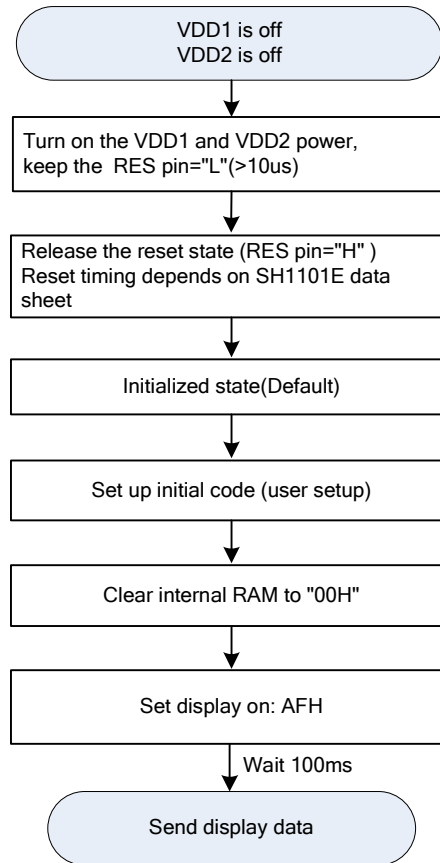 VDD1 is off
VDD2 is off
Turn on the VDD1 and VDD2 power,
keep the RES pin="L"(>10us)
Release the reset state (RES pin="H" )
Reset timing depends on SH1101E data
sheet
Initialized state(Default)
Set up initial code (user setup)
Clear internal RAM to "00H"
Set display on: AFH
Wait 100ms
Send display data